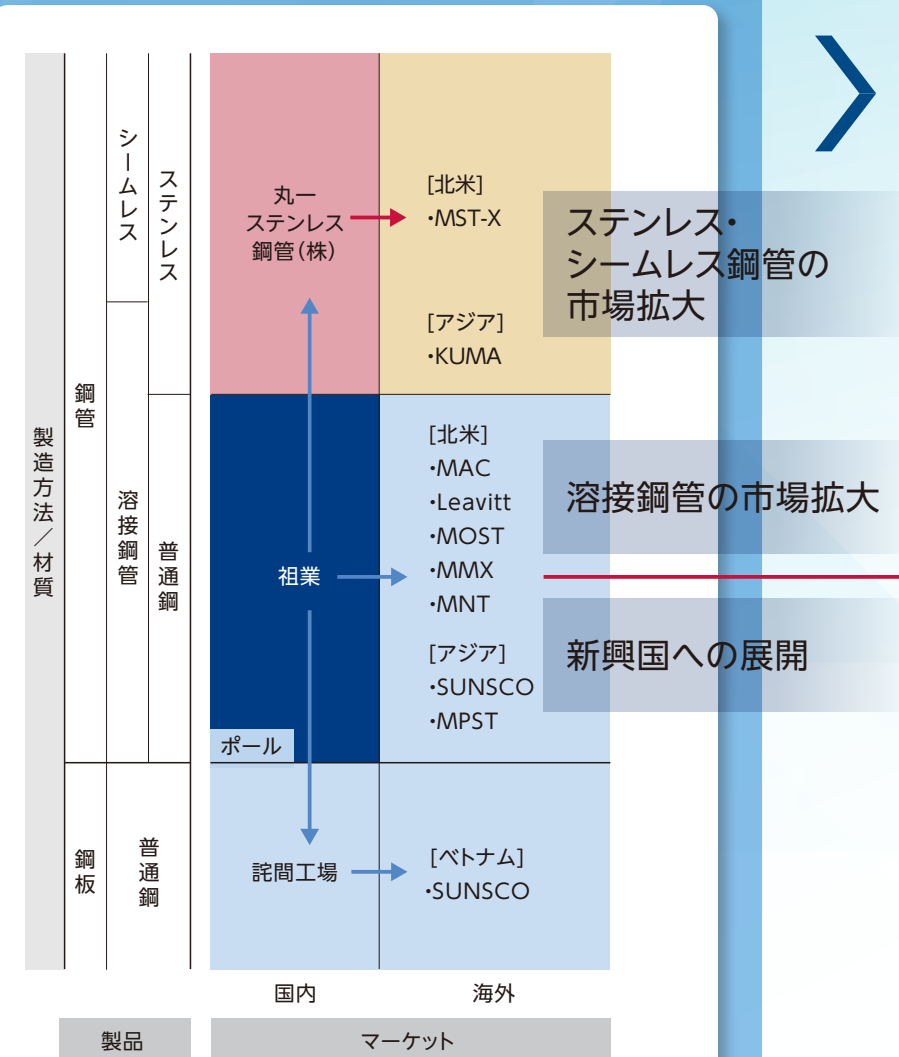 製造方法／材質
鋼管
シームレス
ステンレス
溶接鋼管
普通鋼
鋼板
普通鋼
丸一
ステンレス
鋼管（株）
[北米]
・MST-X
[アジア]
・KUMA
祖業
[北米]
・MAC
・Leavitt
・MOST
・MMX
・MNT
[アジア]
・SUNSCO
・MPST
ポール
詫間工場
[ベトナム]
・SUNSCO
国内
海外
製品
マーケット
ステンレス・
シームレス鋼管の
市場拡大
溶接鋼管の市場拡大
新興国への展開